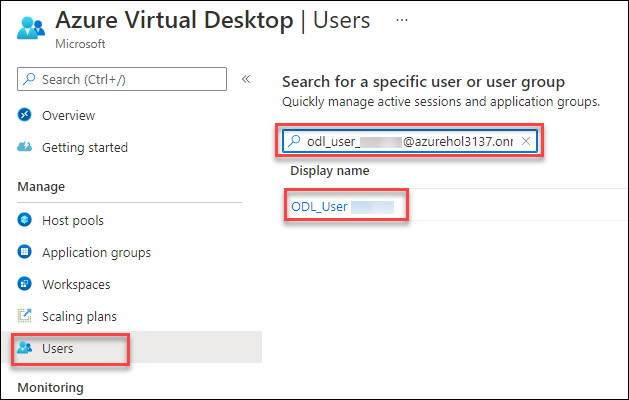 Azure Virtual Desktop | Users ...
Microsoft
Search (Ctrl+/) «
Overview
Getting started
Manage
Host pools
Application groups
Workspaces
Scaling plans
Users
Monitoring
Search for a specific user or user group
Quickly manage active sessions and application groups.
odl_user_ @azurehol3137.onr
Display name
ODL_User